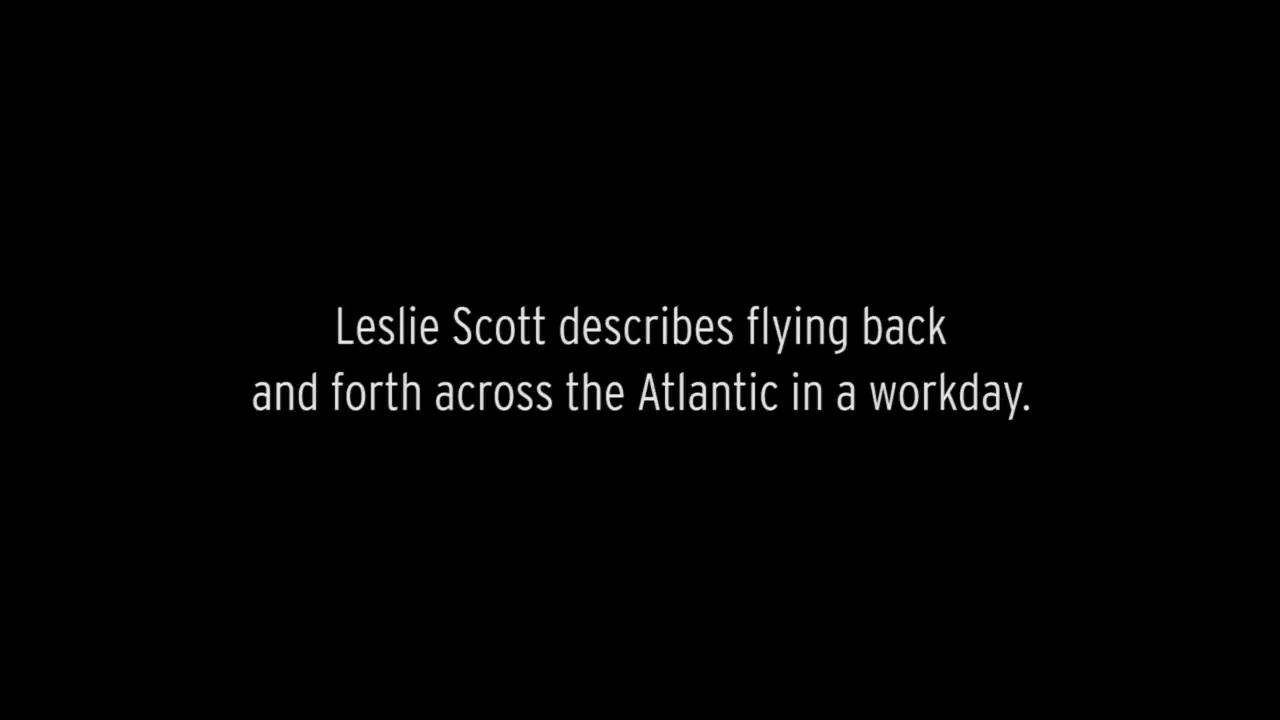 Leslie Scott describes flying back
and forth across the Atlantic in a workday.